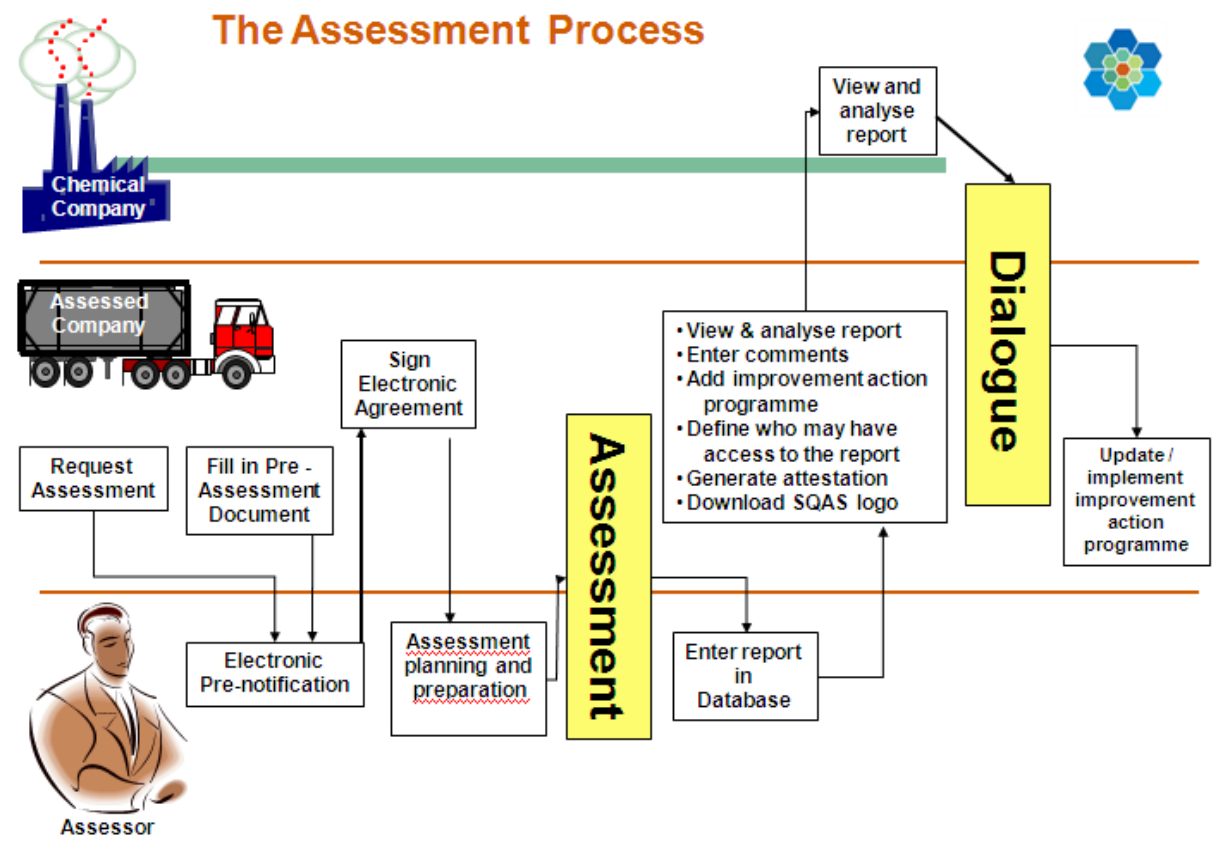 The Assessment Process
View and
analyse
report
Chemical
Company
Dialogue
Assessed
Company
• View & analyse report
• Enter comments
• Add improvement action
programme
• Define who may have
access to the report
• Generate attestation
• Download SQAS logo
Sign
Electronic
Agreement
Request
Assessment
Fill in Pre -
Assessment
Document
Assessment
Update /
implement
improvement
action
programme
Electronic
Pre-notification
Assessment
planning and
preparation
Enter report
in
Database
Assessor